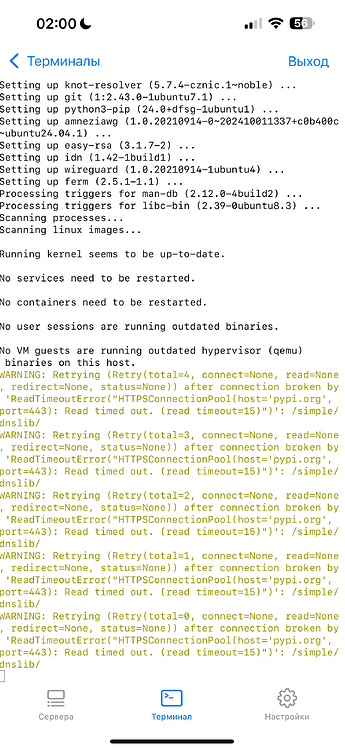 02:00
56
Терминалы
Выход
Setting up knot-resolver (5.7.4-cznic.1~noble) ...
Setting up git (1:2.43.0-1ubuntu7.1) ...
Setting up python3-pip (24.0+dfsg-1ubuntu1) ...
Setting up amneziawg (1.0.20210914-0~202410011337+c0b400c
~ubuntu24.04.1) ...
Setting up easy-rsa (3.1.7-2) ...
Setting up idn (1.42-1build1) ...
Setting up wireguard (1.0.20210914-1ubuntu4) ...
Setting up ferm (2.5.1-1.1) ...
Processing triggers for man-db (2.12.0-4build2) ...
Processing triggers for libc-bin (2.39-0ubuntu8.3) ...
Scanning processes...
Scanning linux images...
Running kernel seems to be up-to-date.
No services need to be restarted.
No containers need to be restarted.
No user sessions are running outdated binaries.
No VM guests are running outdated hypervisor (qemu)
binaries on this host.
WARNING: Retrying (Retry(total=4, connect=None, read=None
, redirect=None, status=None)) after connection broken by
'ReadTimeoutError("HTTPSConnectionPool(host='pypi.org',
port=443): Read timed out. (read timeout=15)")': /simple/
dnslib/
WARNING: Retrying (Retry(total=3, connect=None, read=None
, redirect=None, status=None)) after connection broken by
'ReadTimeoutError("HTTPSConnectionPool(host='pypi.org',
port=443): Read timed out. (read timeout=15)")': /simple/
dnslib/
WARNING: Retrying (Retry(total=2, connect=None, read=None
, redirect=None, status=None)) after connection broken by
'ReadTimeoutError("HTTPSConnectionPool(host='pypi.org',
port=443): Read timed out. (read timeout=15)")': /simple/
dnslib/
WARNING: Retrying (Retry(total=1, connect=None, read=None
, redirect=None, status=None)) after connection broken by
'ReadTimeoutError("HTTPSConnectionPool(host='pypi.org',
port=443): Read timed out. (read timeout=15)")': /simple/
dnslib/
WARNING: Retrying (Retry(total=0, connect=None, read=None
, redirect=None, status=None)) after connection broken by
'ReadTimeoutError("HTTPSConnectionPool(host='pypi.org',
port=443): Read timed out. (read timeout=15)")': /simple/
dnslib/
Сервера
Терминал
Настройки